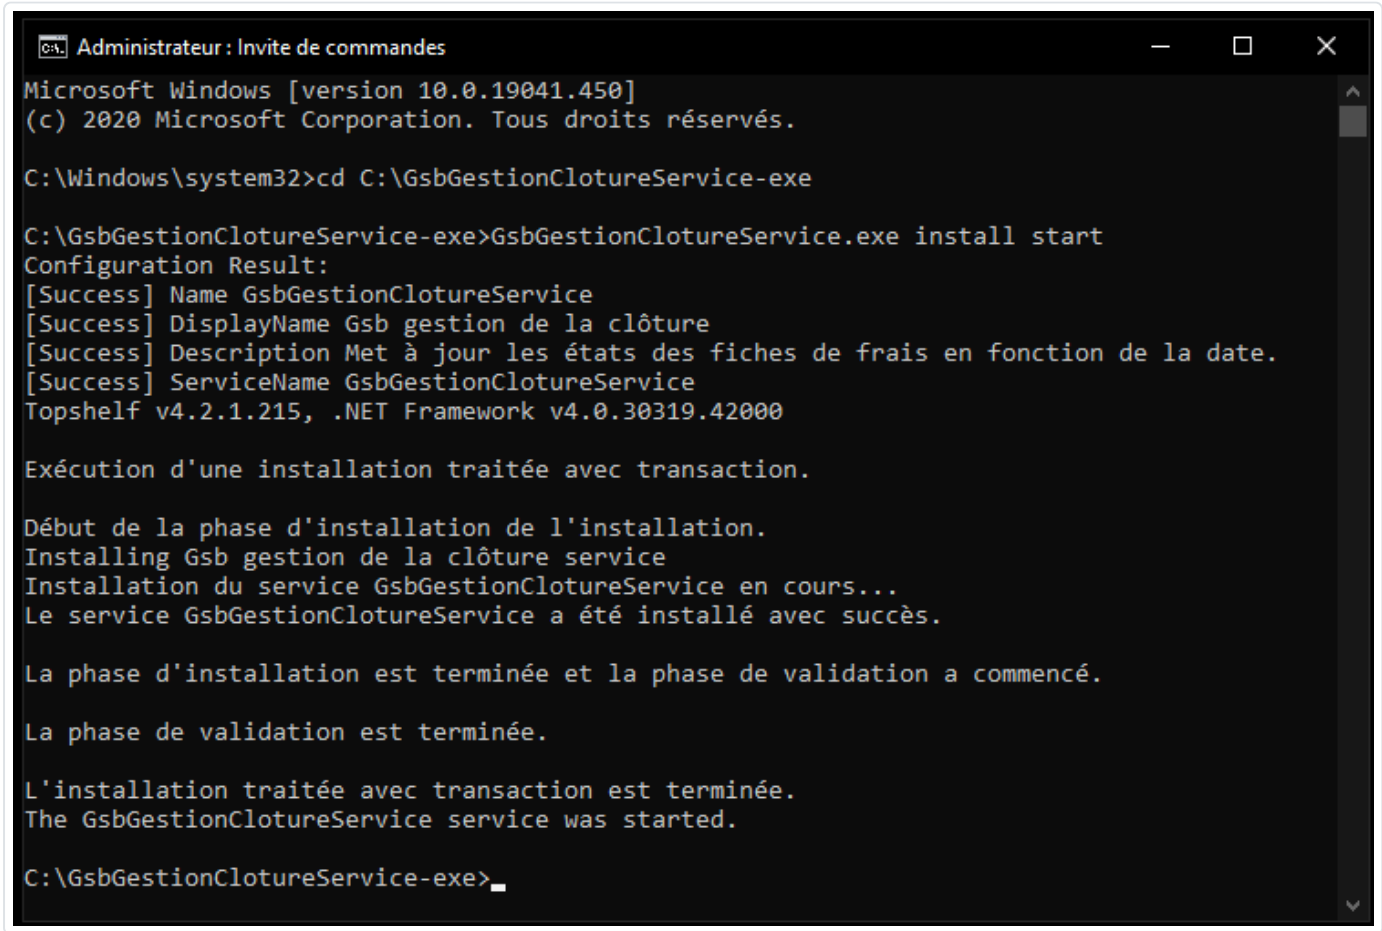 Administrateur : Invite de commandes
Microsoft Windows [version 10.0.19041.450]
(c) 2020 Microsoft Corporation. Tous droits réservés.
C:\Windows\system32>cd C:\GsbGestionClotureService-exe
C:\GsbGestionClotureService-exe>GsbGestionClotureService.exe install start
Configuration Result:
[Success] Name GsbGestionClotureService
[Success] DisplayName Gsb gestion de la clôture
[Success] Description Met à jour les états des fiches de frais en fonction de la date.
[Success] ServiceName GsbGestionClotureService
Topshelf v4.2.1.215, .NET Framework v4.0.30319.42000
Exécution d'une installation traitée avec transaction.
Début de la phase d'installation de l'installation.
Installing Gsb gestion de la clôture service
Installation du service GsbGestionClotureService en cours...
Le service GsbGestionClotureService a été installé avec succès.
La phase d'installation est terminée et la phase de validation a commencé.
La phase de validation est terminée.
L'installation traitée avec transaction est terminée.
The GsbGestionClotureService service was started.
C:\GsbGestionClotureService-exe>